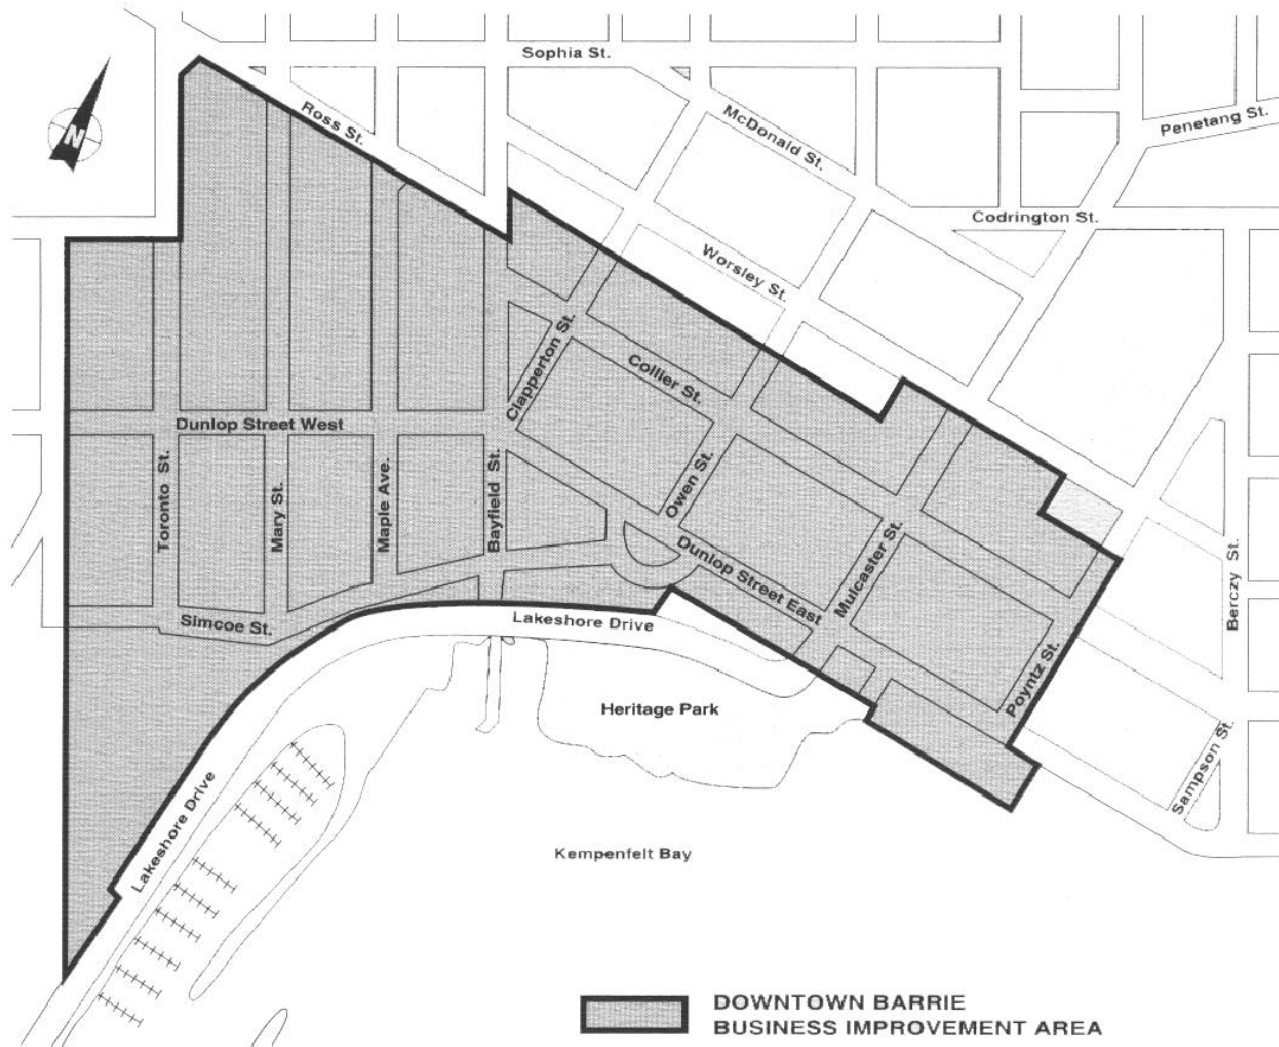 Sophia St.
Ross St.
McDonald St.
Penetang St.
N
Codrington St.
Worsley St.
Clapperton St.
Collier St.
Dunlop Street West
Toronto St.
Mary St.
Maple Ave.
Bayfield St.
Owen St.
Mulcaster St.
Dunlop Street East
Berczy St.
Simcoe St.
Lakeshore Drive
Poyntz St.
Heritage Park
Sampson St.
Lakeshore Drive
Kempenfelt Bay
DOWNTOWN BARRIE
BUSINESS IMPROVEMENT AREA